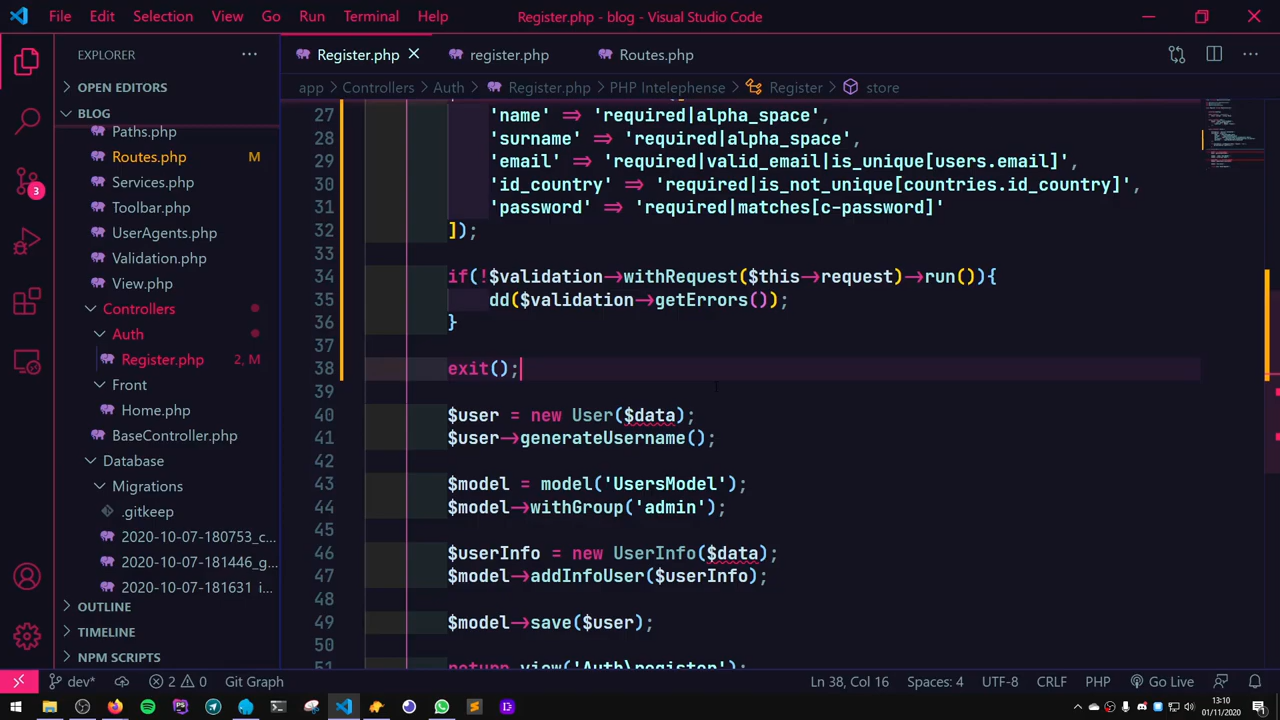 File Edit Selection View Go Run Terminal Help Register.php - blog - Visual Studio Code
EXPLORER
OPEN EDITORS
BLOG
Paths.php
Routes.php M
Services.php
Toolbar.php
UserAgents.php
Validation.php
View.php
Controllers
Auth
Register.php 2, M
Front
Home.php
BaseController.php
Database
Migrations
.gitkeep
2020-10-07-180753_c...
2020-10-07-181446_g...
2020-10-07-181631_i...
OUTLINE
TIMELINE
NPM SCRIPTS
3
Register.php register.php Routes.php
app > Controllers > Auth > Register.php > PHP Intelephense > Register > store
27 'name' => 'required|alpha_space',
28 'surname' => 'required|alpha_space',
29 'email' => 'required|valid_email|is_unique[users.email]',
30 'id_country' => 'required|is_not_unique[countries.id_country]',
31 'password' => 'required|matches[c-password]'
32 ]);
33
34 if(!$validation->withRequest($this->request)->run()){
35 dd($validation->getErrors());
36 }
37
38 exit();
39
40 $user = new User($data);
41 $user->generateUsername();
42
43 $model = model('UsersModel');
44 $model->withGroup('admin');
45
46 $userInfo = new UserInfo($data);
47 $model->addInfoUser($userInfo);
48
49 $model->save($user);
50
51 return view('Auth\register');
dev* 2 0 Git Graph Ln 38, Col 16 Spaces: 4 UTF-8 CRLF PHP Go Live
13:10
01/11/2020